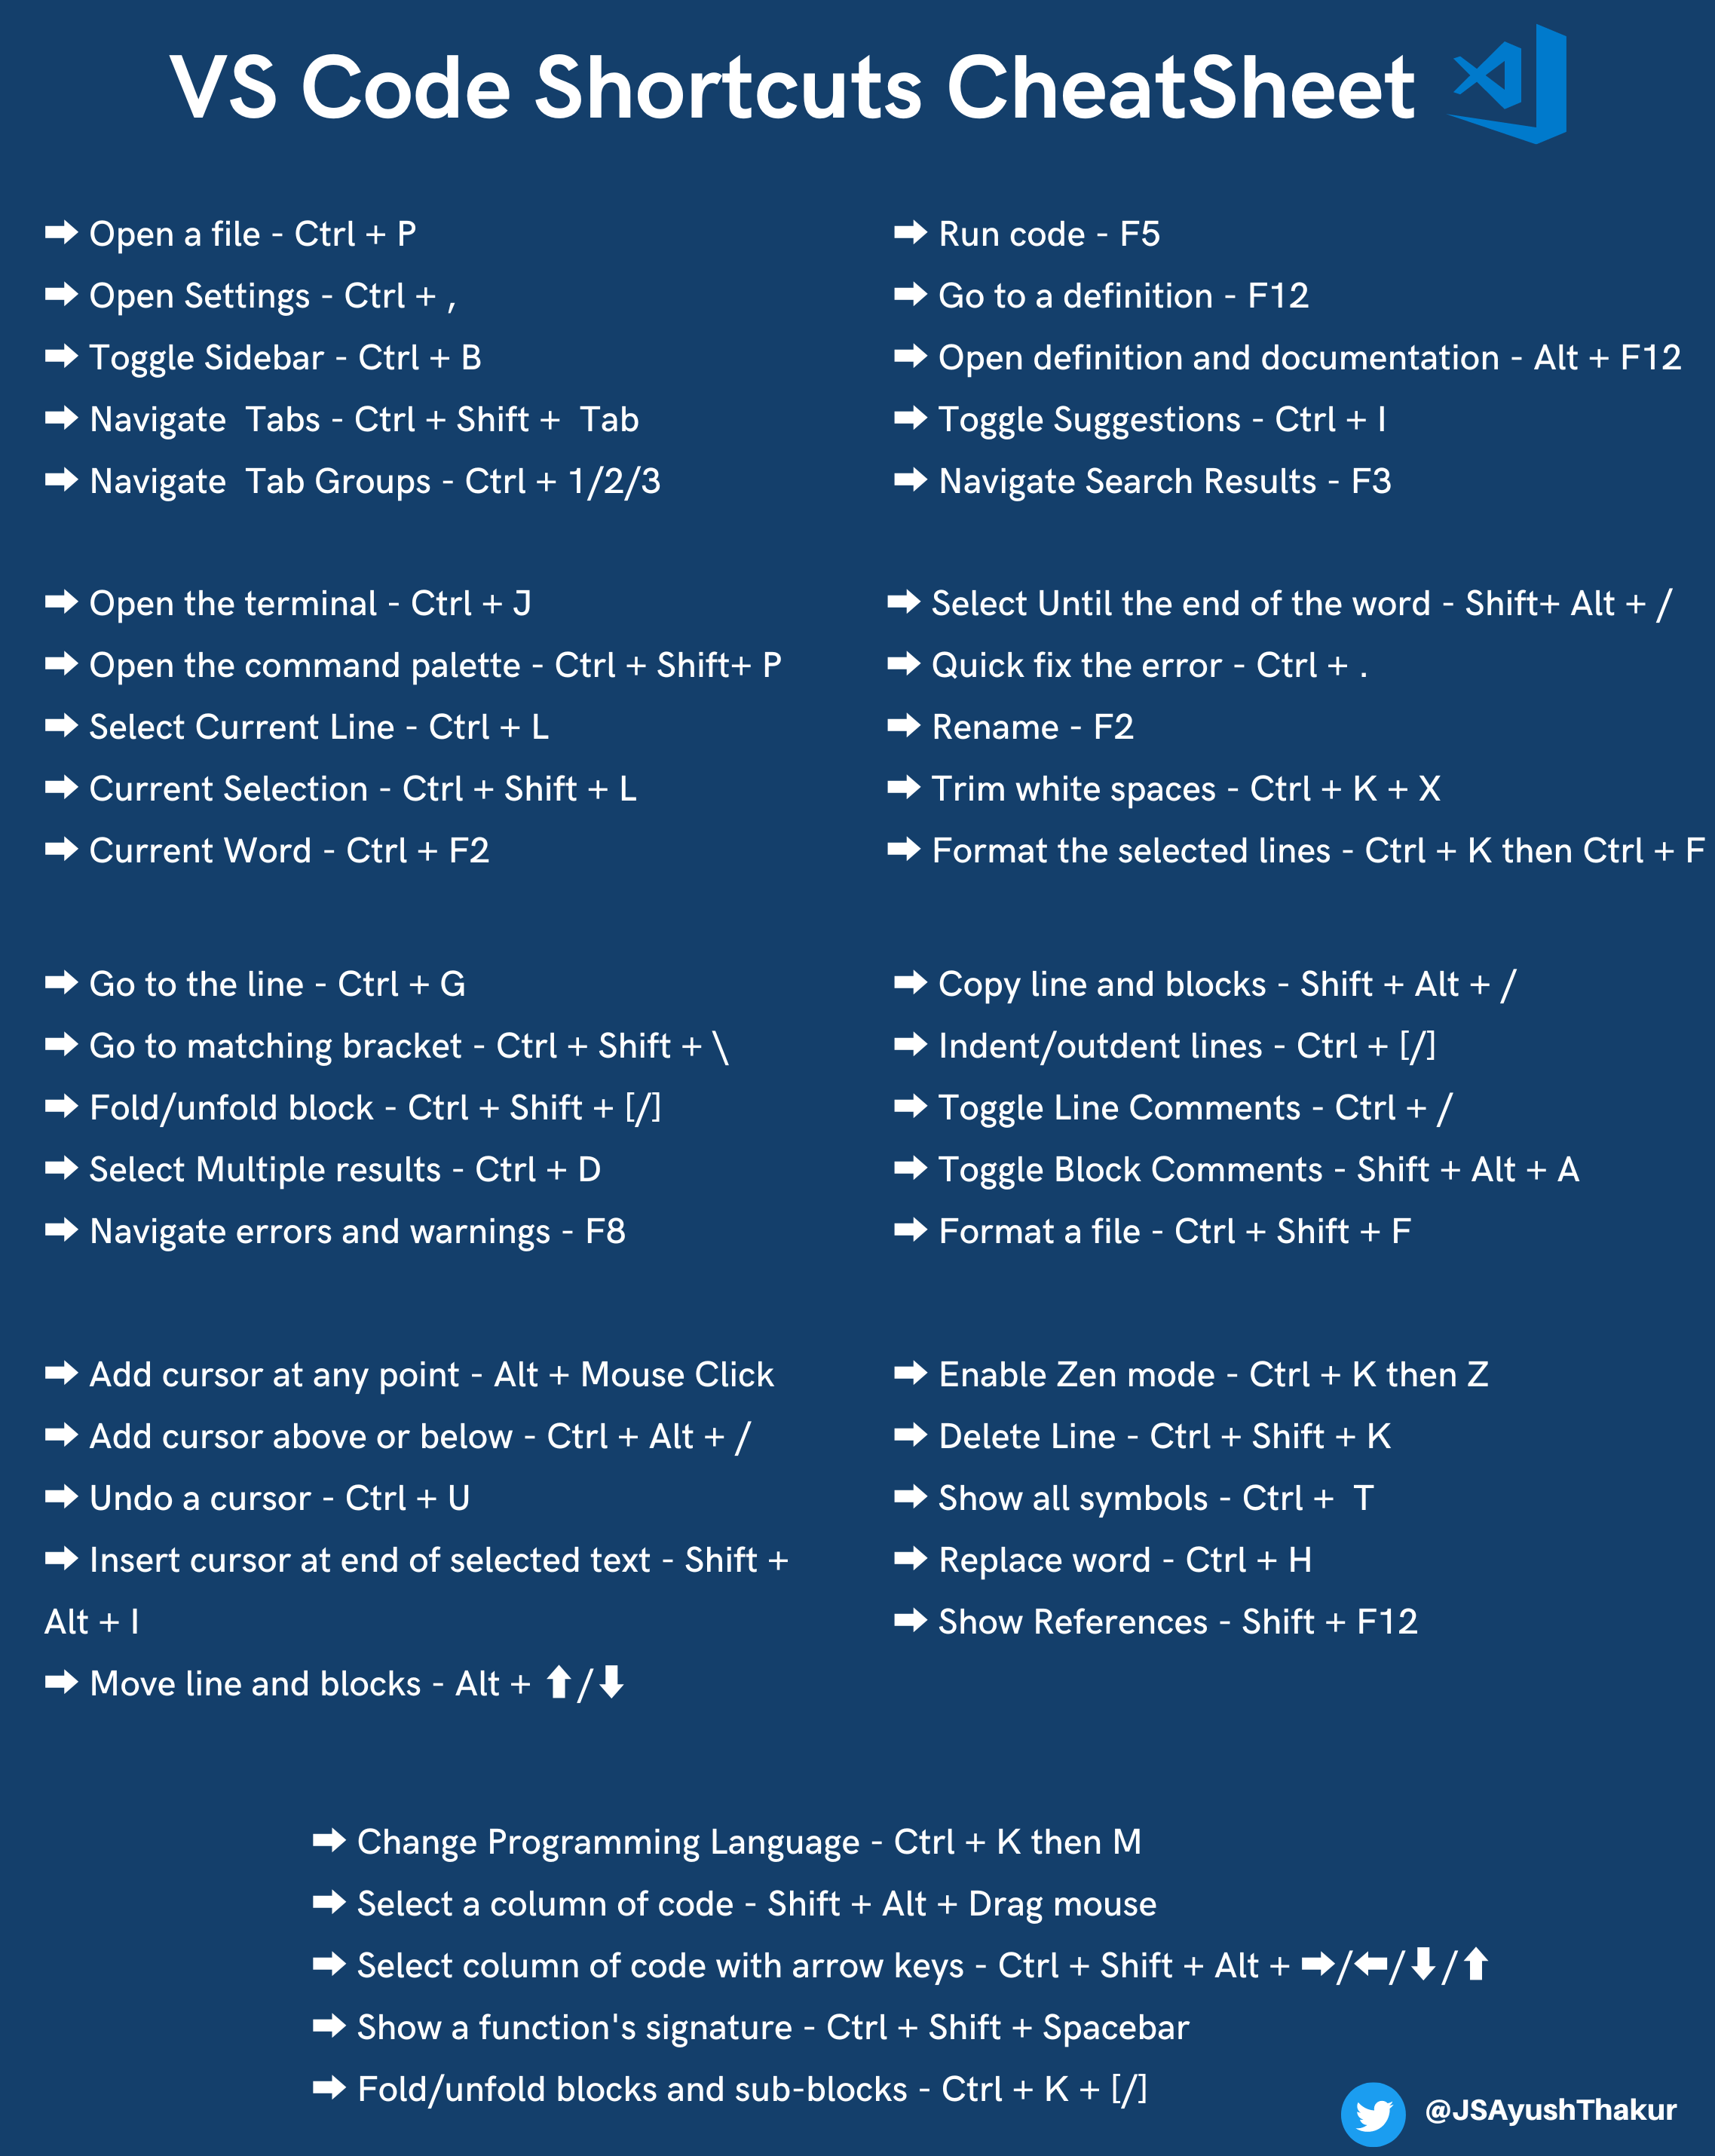 VS Code Shortcuts CheatSheet
➡ Open a file - Ctrl + P
➡ Open Settings - Ctrl + ,
➡ Toggle Sidebar - Ctrl + B
➡ Navigate  Tabs - Ctrl + Shift +  Tab
➡ Navigate  Tab Groups - Ctrl + 1/2/3
➡ Run code - F5
➡ Go to a definition - F12
➡ Open definition and documentation - Alt + F12
➡ Toggle Suggestions - Ctrl + I
➡ Navigate Search Results - F3
➡ Open the terminal - Ctrl + J
➡ Open the command palette - Ctrl + Shift+ P
➡ Select Current Line - Ctrl + L
➡ Current Selection - Ctrl + Shift + L
➡ Current Word - Ctrl + F2
➡ Select Until the end of the word - Shift+ Alt + /
➡ Quick fix the error - Ctrl + .
➡ Rename - F2
➡ Trim white spaces - Ctrl + K + X
➡ Format the selected lines - Ctrl + K then Ctrl + F
➡ Go to the line - Ctrl + G
➡ Go to matching bracket - Ctrl + Shift + \
➡ Fold/unfold block - Ctrl + Shift + [/]
➡ Select Multiple results - Ctrl + D
➡ Navigate errors and warnings - F8
➡ Copy line and blocks - Shift + Alt + /
➡ Indent/outdent lines - Ctrl + [/]
➡ Toggle Line Comments - Ctrl + /
➡ Toggle Block Comments - Shift + Alt + A
➡ Format a file - Ctrl + Shift + F
➡ Add cursor at any point - Alt + Mouse Click
➡ Add cursor above or below - Ctrl + Alt + /
➡ Undo a cursor - Ctrl + U
➡ Insert cursor at end of selected text - Shift +
Alt + I
➡ Move line and blocks - Alt + ⬆/⬇
➡ Enable Zen mode - Ctrl + K then Z
➡ Delete Line - Ctrl + Shift + K
➡ Show all symbols - Ctrl +  T
➡ Replace word - Ctrl + H
➡ Show References - Shift + F12
➡ Change Programming Language - Ctrl + K then M
➡ Select a column of code - Shift + Alt + Drag mouse
➡ Select column of code with arrow keys - Ctrl + Shift + Alt + ➡/⬅/⬇/⬆
➡ Show a function's signature - Ctrl + Shift + Spacebar
➡ Fold/unfold blocks and sub-blocks - Ctrl + K + [/]
@JSAyushThakur